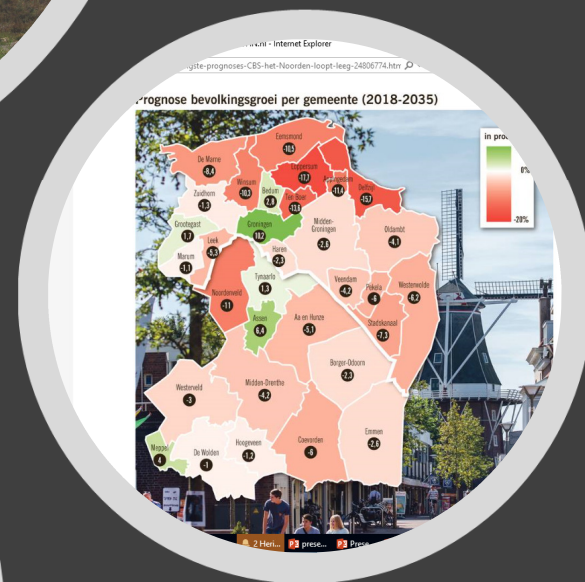 - Internet Explorer
gste-prognoses-CBS-het-Noorden-loopt-leeg-24806774.htm
Prognose bevolkingsgroei per gemeente (2018-2035)
in proc
0%
-20%
Eemsmond
-10,5
De Marne
-8,4
Winsum
-10,3
Loppersum
-17,7
Appingedam
-11,4
Delfzijl
-15,7
Zuidhorn
-1,3
Bedum
2,8
Ten Boer
-13,6
Grootegast
1,7
Groningen
10,2
Midden-
Groningen
-2,6
Oldambt
-4,1
Leek
-5,3
Haren
-2,3
Marum
-1,1
Noordenveld
-11
Tynaarlo
1,3
Veendam
-4,2
Pekela
-6
Westerwolde
-6,2
Assen
6,4
Aa en Hunze
-5,1
Stadskanaal
-7,3
Borger-Odoorn
-2,3
Westerveld
-3
Midden-Drenthe
-4,2
Emmen
-2,6
Meppel
4
De Wolden
-1
Hoogeveen
-1,2
Coevorden
-6
2 Heri...
prese...
Prese